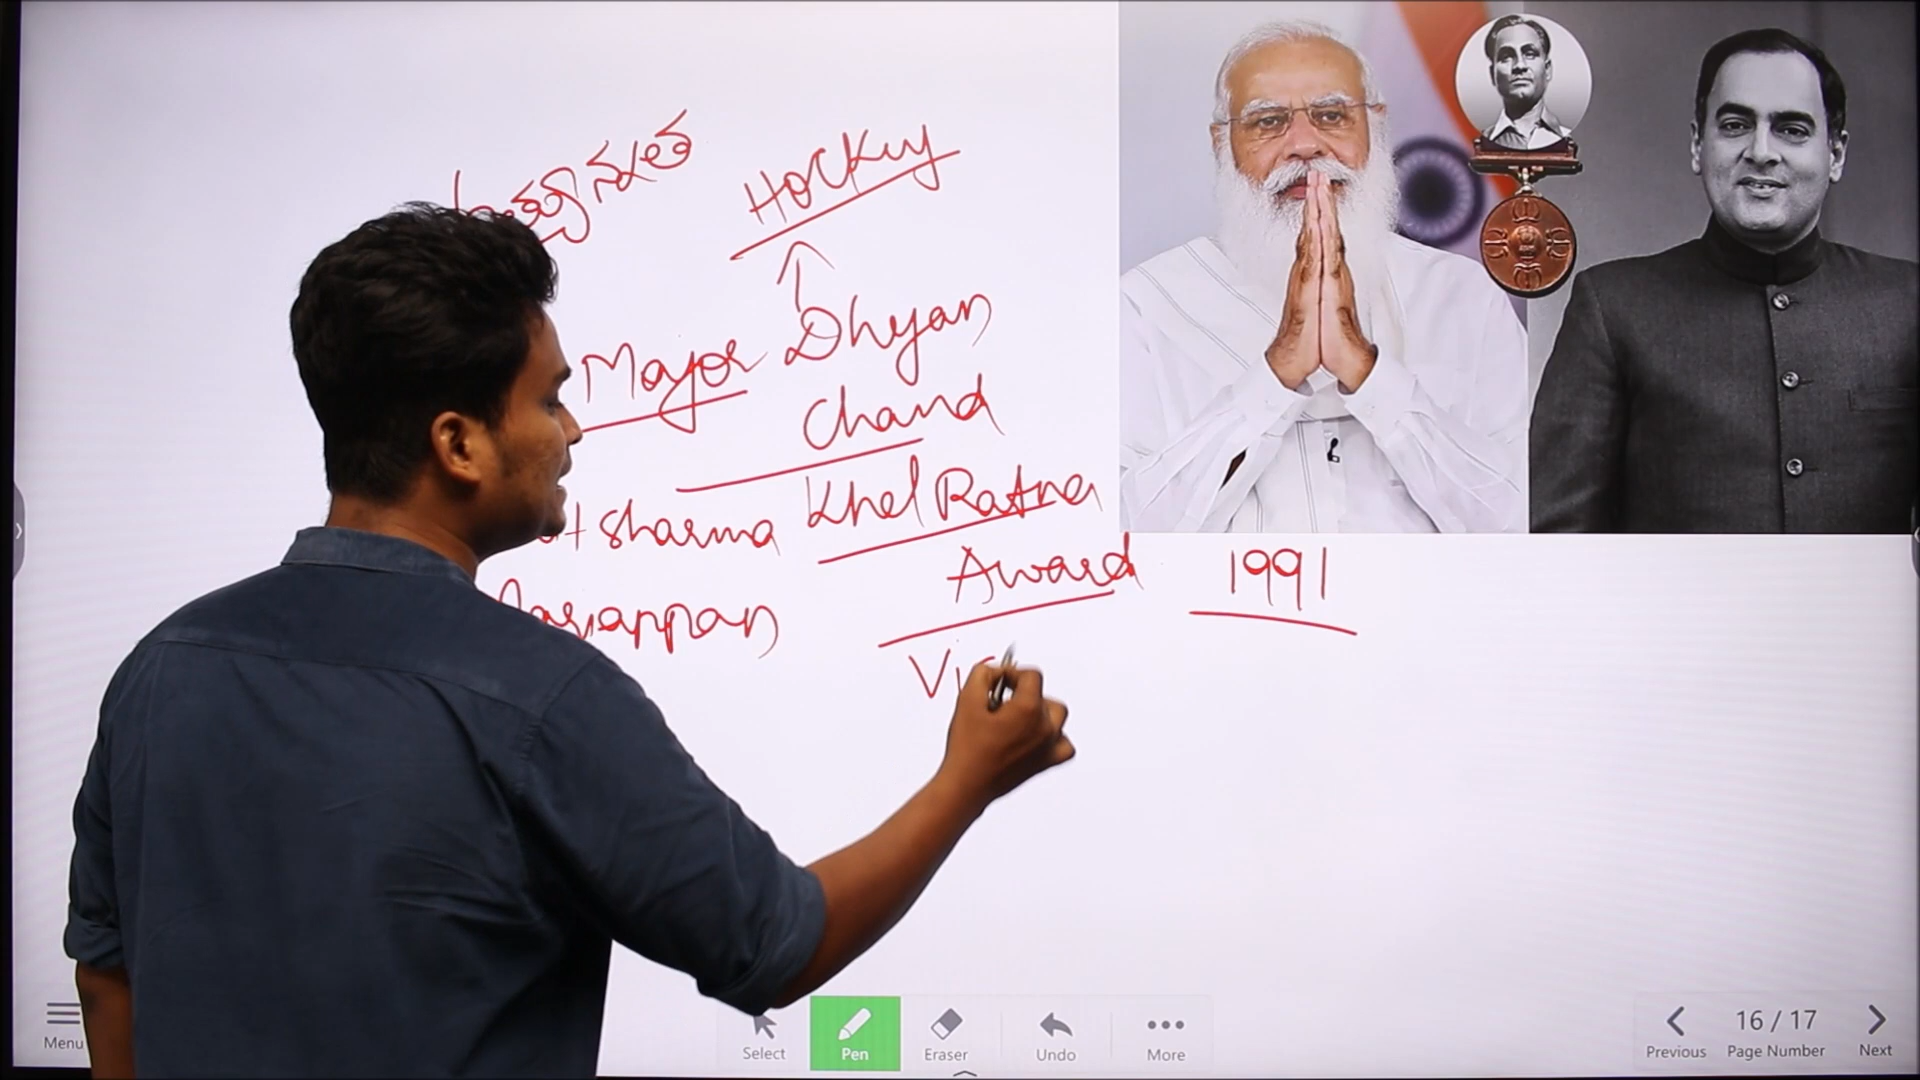 Hockey
Major Dhyan
Chand
Khel Ratna
Sharma
Award
1991
Menu
Select
Pen
Eraser
Undo
More
Previous
16 / 17
Page Number
Next